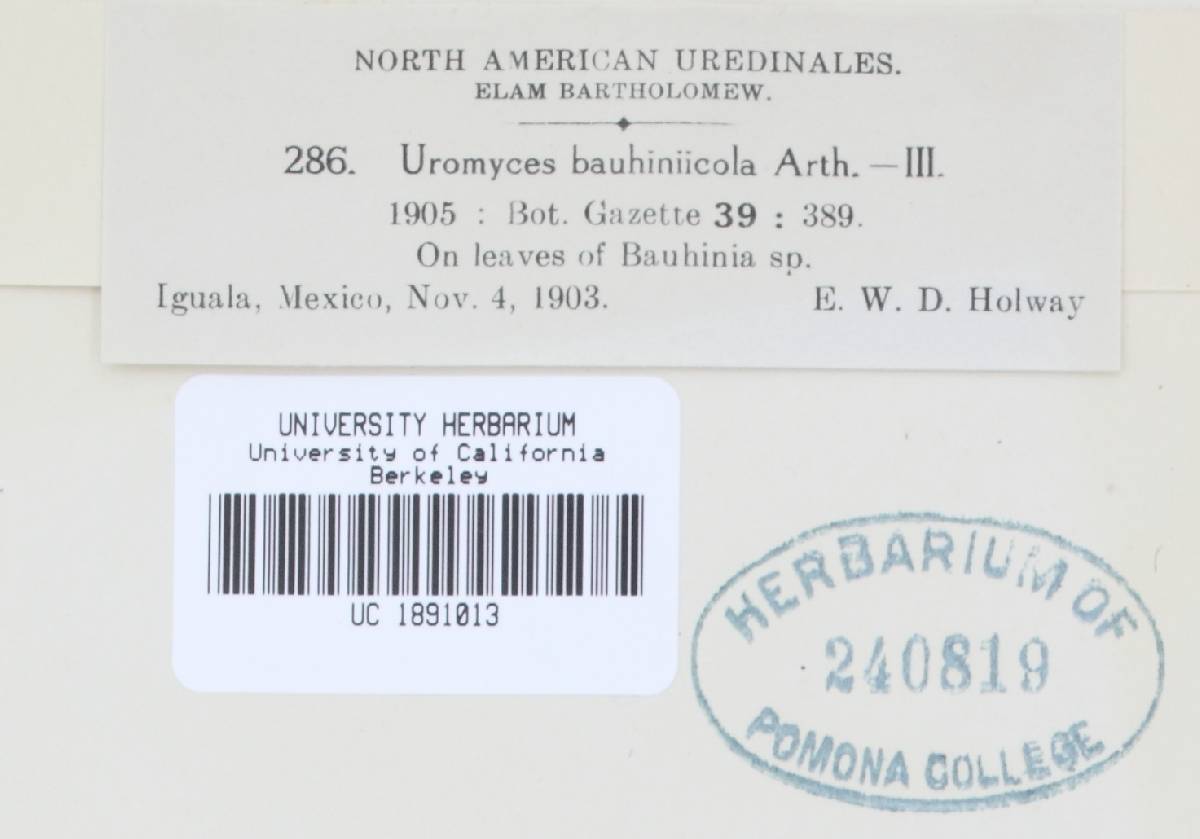 NORTH AMERICAN UREDINALES.
ELAM BARTHOLOMEW.
286. Uromyces bauhiniicola Arth. — III.
1905 : Bot. Gazette 39 : 389.
On leaves of Bauhinia sp.
Iguala, Mexico, Nov. 4, 1903. E. W. D. Holway
UNIVERSITY HERBARIUM
University of California
Berkeley
UC 1891013
HERBARIUM OF
240819
POMONA COLLEGE